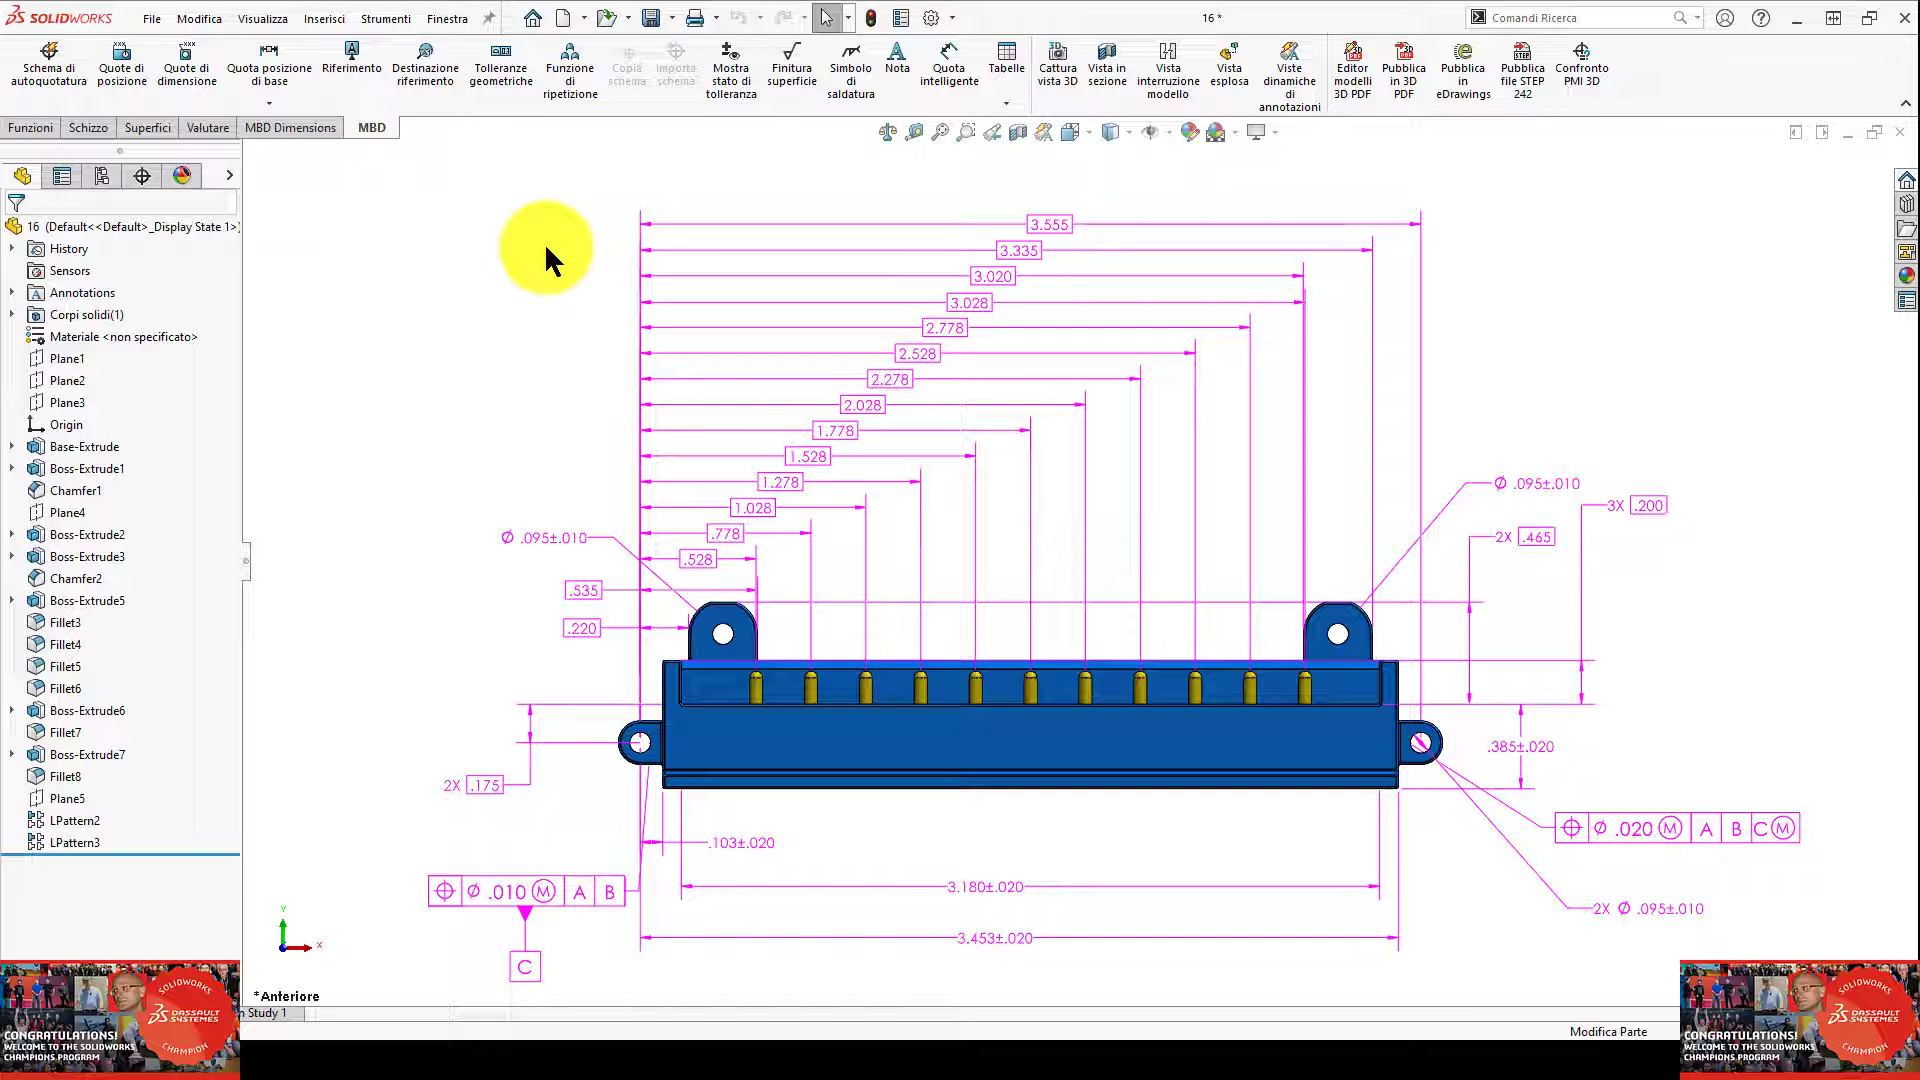 SOLIDWORKS
File Modifica Visualizza Inserisci Strumenti Finestra
16 *
Comandi Ricerca
Schema di autoquotatura
Quote di posizione
Quote di dimensione
Quota posizione di base
Riferimento
Destinazione riferimento
Tolleranze geometriche
Funzione di ripetizione
Copia schema
Importa schema
Mostra stato di tolleranza
Finitura superficie
Simbolo di saldatura
Nota
Quota intelligente
Tabelle
Cattura vista 3D
Vista in sezione
Vista interruzione modello
Vista esplosa
Viste dinamiche di annotazioni
Editor modelli 3D PDF
Pubblica in 3D PDF
Pubblica in eDrawings
Pubblica file STEP 242
Confronto PMI 3D
Funzioni Schizzo Superfici Valutare MBD Dimensions MBD
16 (Default<<Default>_Display State 1>)
History
Sensors
Annotations
Corpi solidi(1)
Materiale <non specificato>
Plane1
Plane2
Plane3
Origin
Base-Extrude
Boss-Extrude1
Chamfer1
Plane4
Boss-Extrude2
Boss-Extrude3
Chamfer2
Boss-Extrude5
Fillet3
Fillet4
Fillet5
Fillet6
Boss-Extrude6
Fillet7
Boss-Extrude7
Fillet8
Plane5
LPattern2
LPattern3
3.555
3.335
3.020
3.028
2.778
2.528
2.278
2.028
1.778
1.528
1.278
1.028
.778
.528
.535
.220
Ø .095±.010
Ø .095±.010
3X .200
2X .465
.385±.020
2X .175
.103±.020
3.180±.020
3.453±.020
⌖ Ø .010 Ⓜ A B
C
⌖ Ø .020 Ⓜ A B CⓂ
2X Ø .095±.010
Y
X
*Anteriore
n Study 1
Modifica Parte
CONGRATULATIONS!
WELCOME TO THE SOLIDWORKS
CHAMPIONS PROGRAM
SOLIDWORKS
DASSAULT SYSTEMES
CHAMPION
CONGRATULATIONS!
WELCOME TO THE SOLIDWORKS
CHAMPIONS PROGRAM
SOLIDWORKS
DASSAULT SYSTEMES
CHAMPION